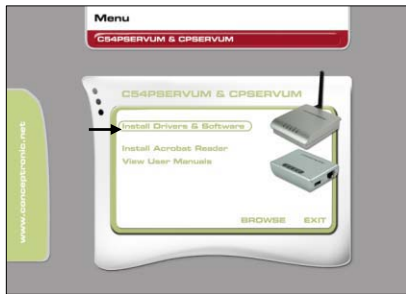 Menu
C54PSERVUM & CPSERVUM
C54PSERVUM & CPSERVUM
Install Drivers & Software
Install Acrobat Reader
View User Manuals
BROWSE EXIT
www.conceptronic.net